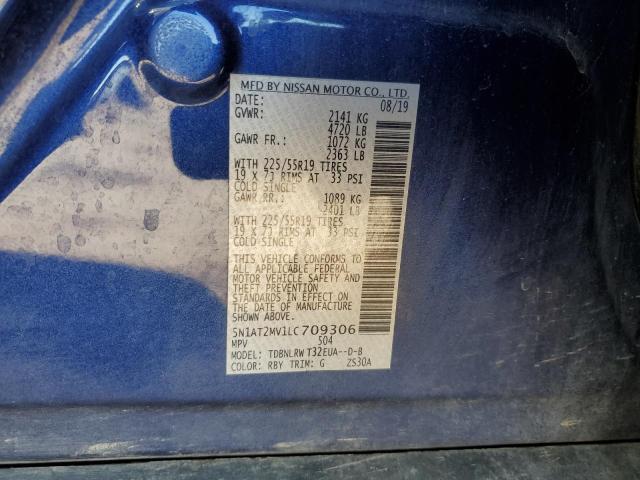 MFD BY NISSAN MOTOR CO., LTD.
DATE: 08/19
GVWR: 2141 KG
4720 LB
GAWR FR.: 1072 KG
2363 LB
WITH 225/55R19 TIRES
19 X 7J RIMS AT 33 PSI
COLD SINGLE
GAWR RR.: 1089 KG
2401 LB
WITH 225/55R19 TIRES
19 X 7J RIMS AT 33 PSI
COLD SINGLE
THIS VEHICLE CONFORMS TO
ALL APPLICABLE FEDERAL
MOTOR VEHICLE SAFETY AND
THEFT PREVENTION
STANDARDS IN EFFECT ON
THE DATE OF MANUFACTURE
SHOWN ABOVE.
5N1AT2MV1LC709306
MPV 504
MODEL: TDBNLRW T32EUA--D-B
COLOR: RBY TRIM: G ZS30A